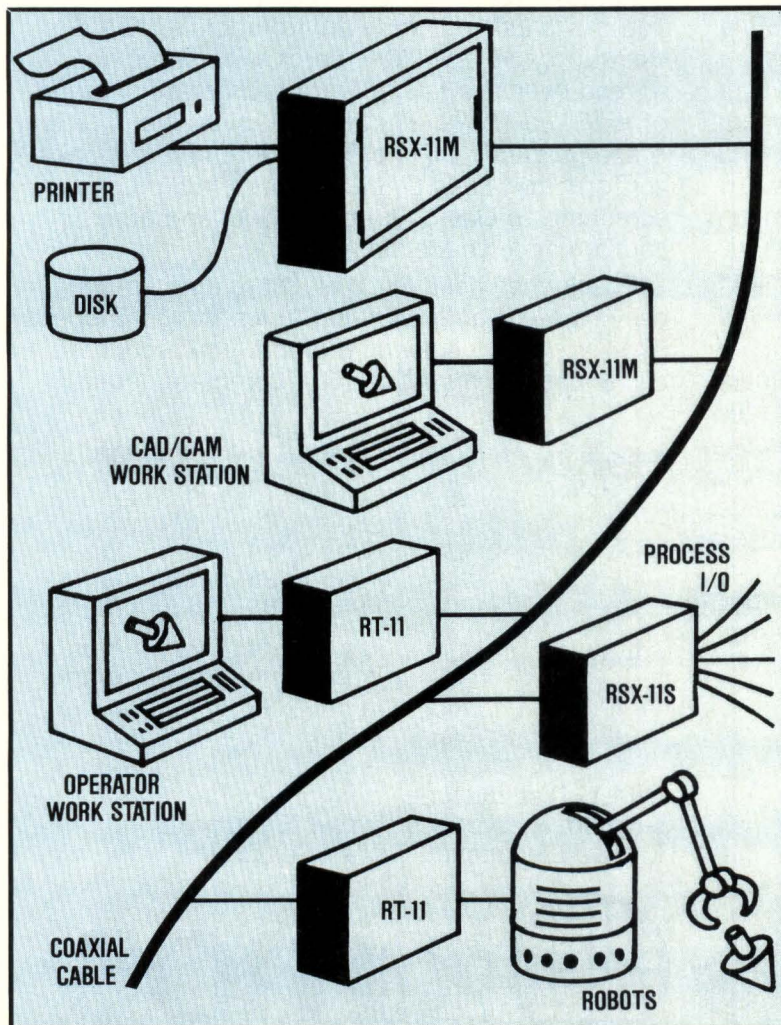 RSX-11M
PRINTER
DISK
RSX-11M
CAD/CAM
WORK STATION
PROCESS
I/O
RT-11
RSX-11S
OPERATOR
WORK STATION
RT-11
COAXIAL
CABLE
ROBOTS